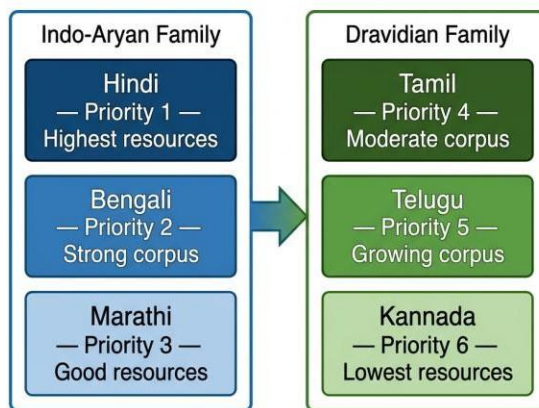 Indo-Aryan Family
Hindi
— Priority 1 —
Highest resources
Bengali
— Priority 2 —
Strong corpus
Marathi
— Priority 3 —
Good resources
Dravidian Family
Tamil
— Priority 4 —
Moderate corpus
Telugu
— Priority 5 —
Growing corpus
Kannada
— Priority 6 —
Lowest resources